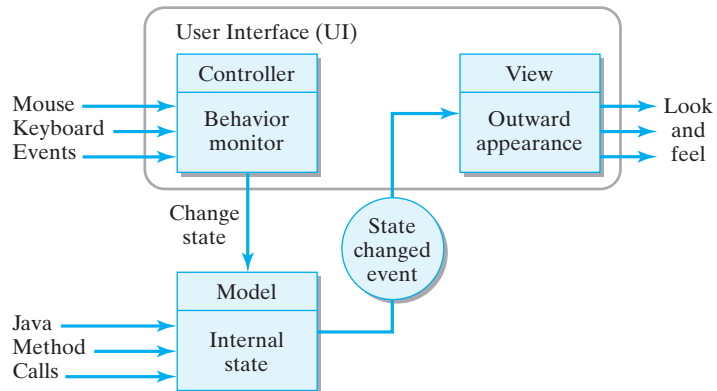 User Interface (UI)
Controller
Behavior
monitor
View
Outward
appearance
Mouse
Keyboard
Events
Look
and
feel
Change
state
State
changed
event
Model
Internal
state
Java
Method
Calls